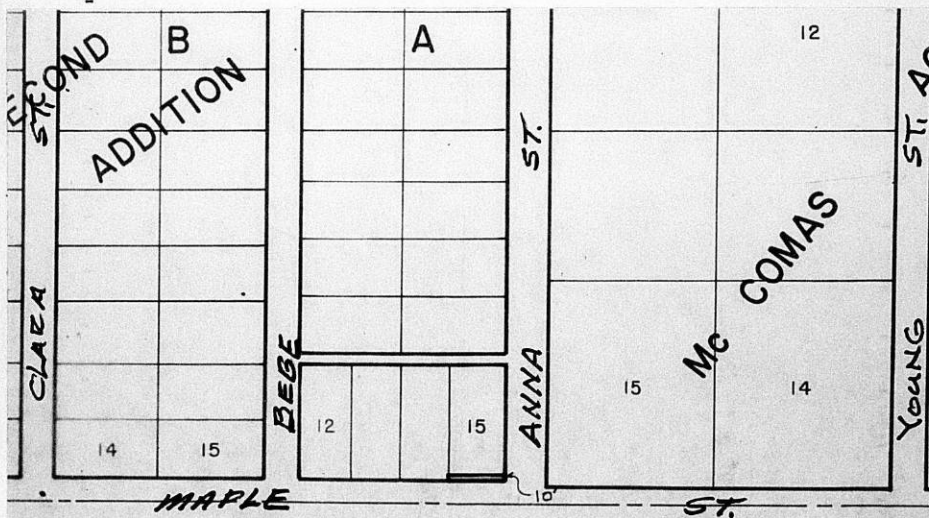 B
A
12
SECOND
ADDITION
ST.
ST.
ST.
Mc COMAS
CLARA
BEBE
ANNA
YOUNG
12
15
15
14
14
15
10'
MAPLE ST.